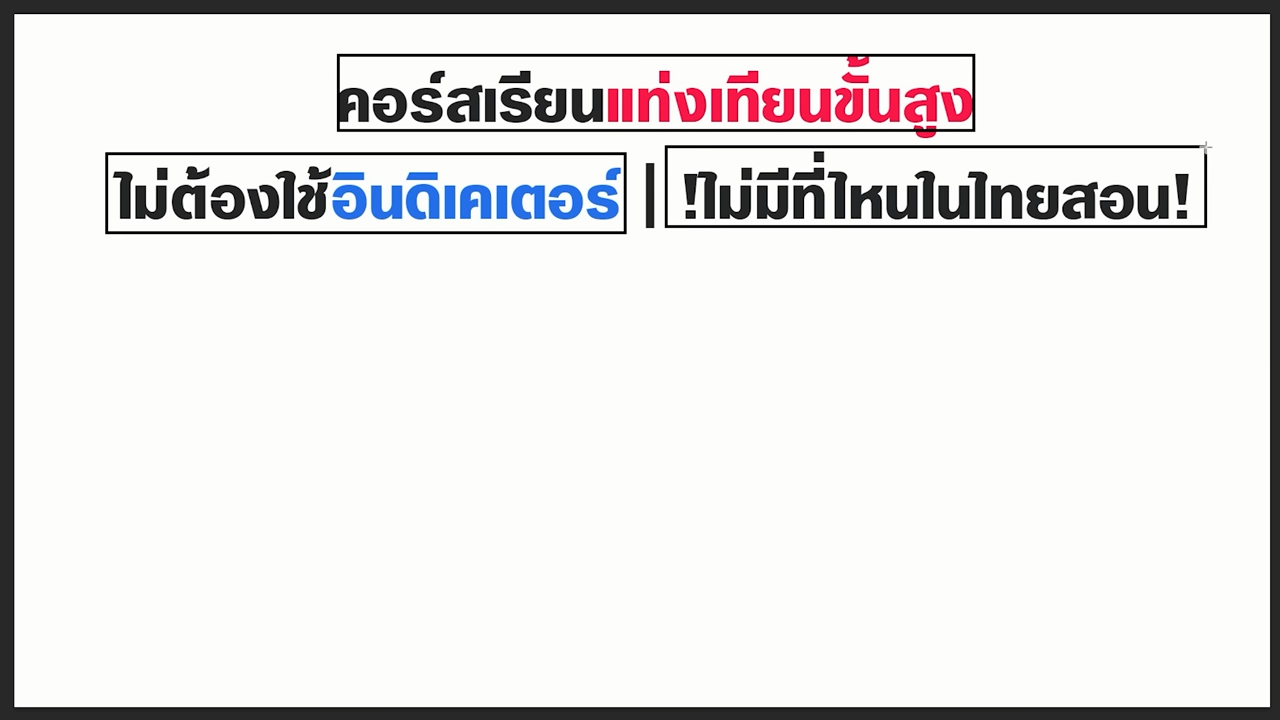 คอร์สเรียนแท่งเทียนขั้นสูง
ไม่ต้องใช้อินดิเคเตอร์ | !ไม่มีที่ไหนในไทยสอน!